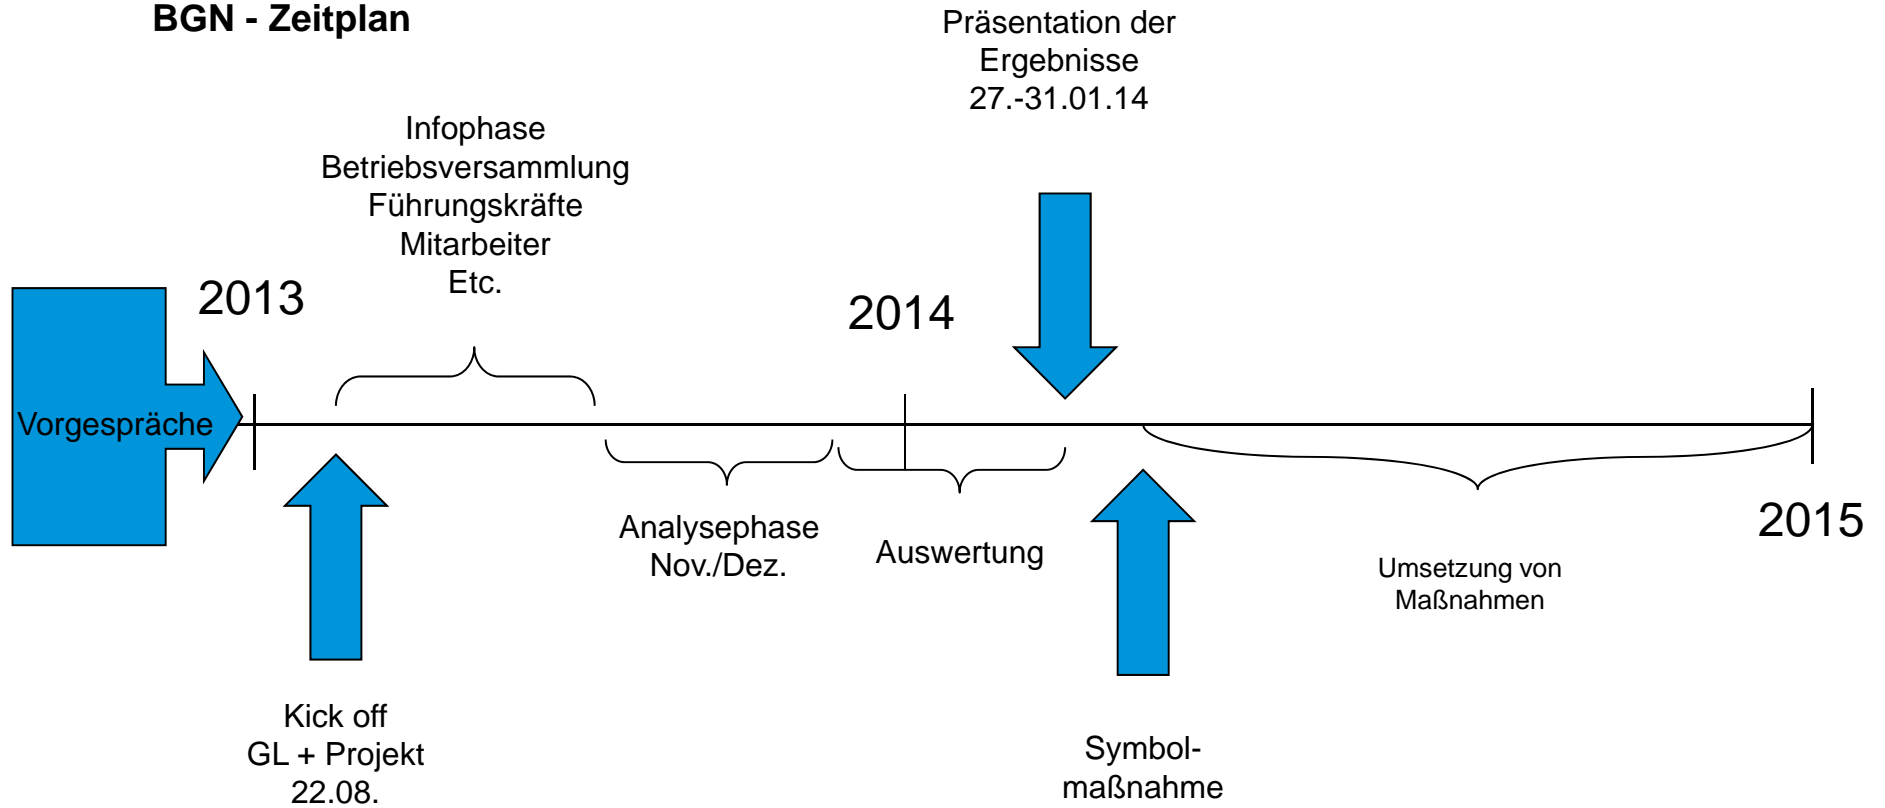 BGN - Zeitplan
Präsentation der
Ergebnisse
27.-31.01.14
Infophase
Betriebsversammlung
Führungskräfte
Mitarbeiter
Etc.
2013
2014
Vorgespräche
2015
Analysephase
Nov./Dez.
Auswertung
Umsetzung von
Maßnahmen
Kick off
GL + Projekt
22.08.
Symbol-
maßnahme